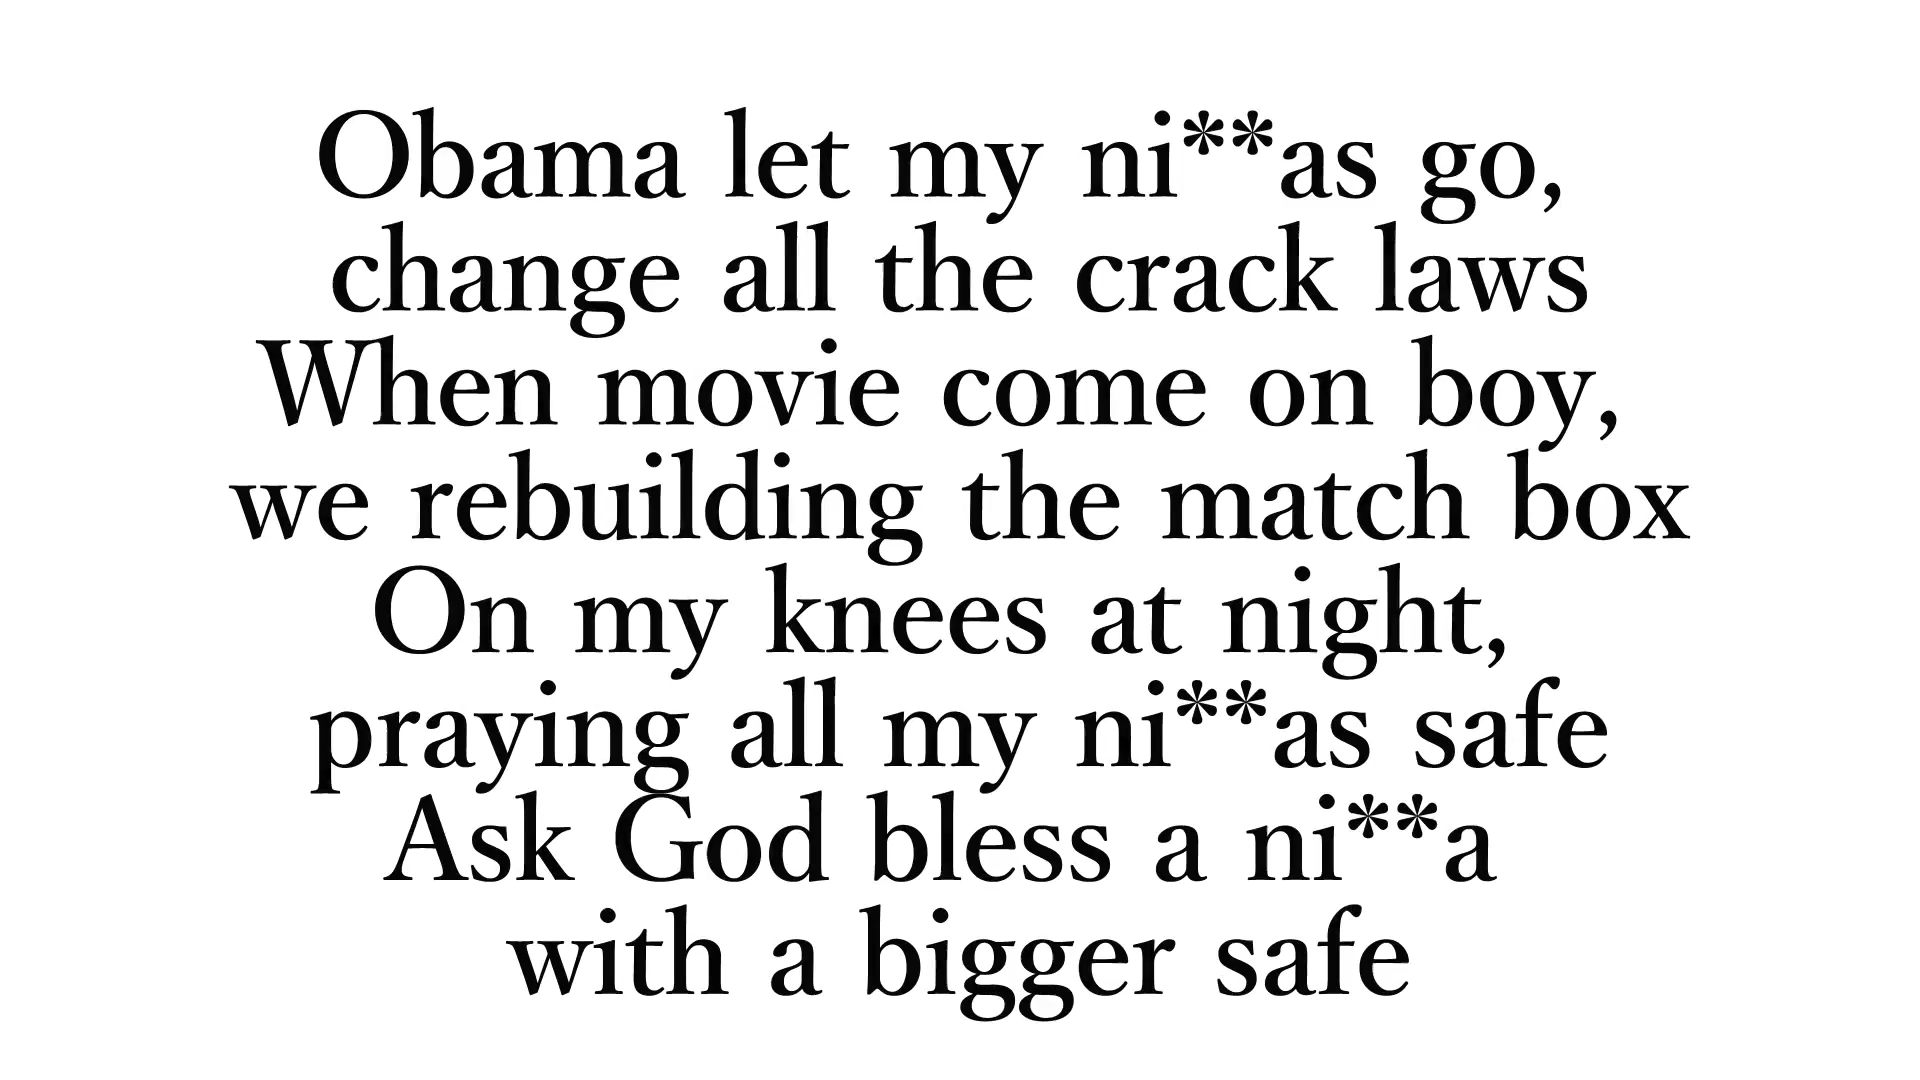 Obama let my ni**as go,
change all the crack laws
When movie come on boy,
we rebuilding the match box
On my knees at night,
praying all my ni**as safe
Ask God bless a ni**a
with a bigger safe